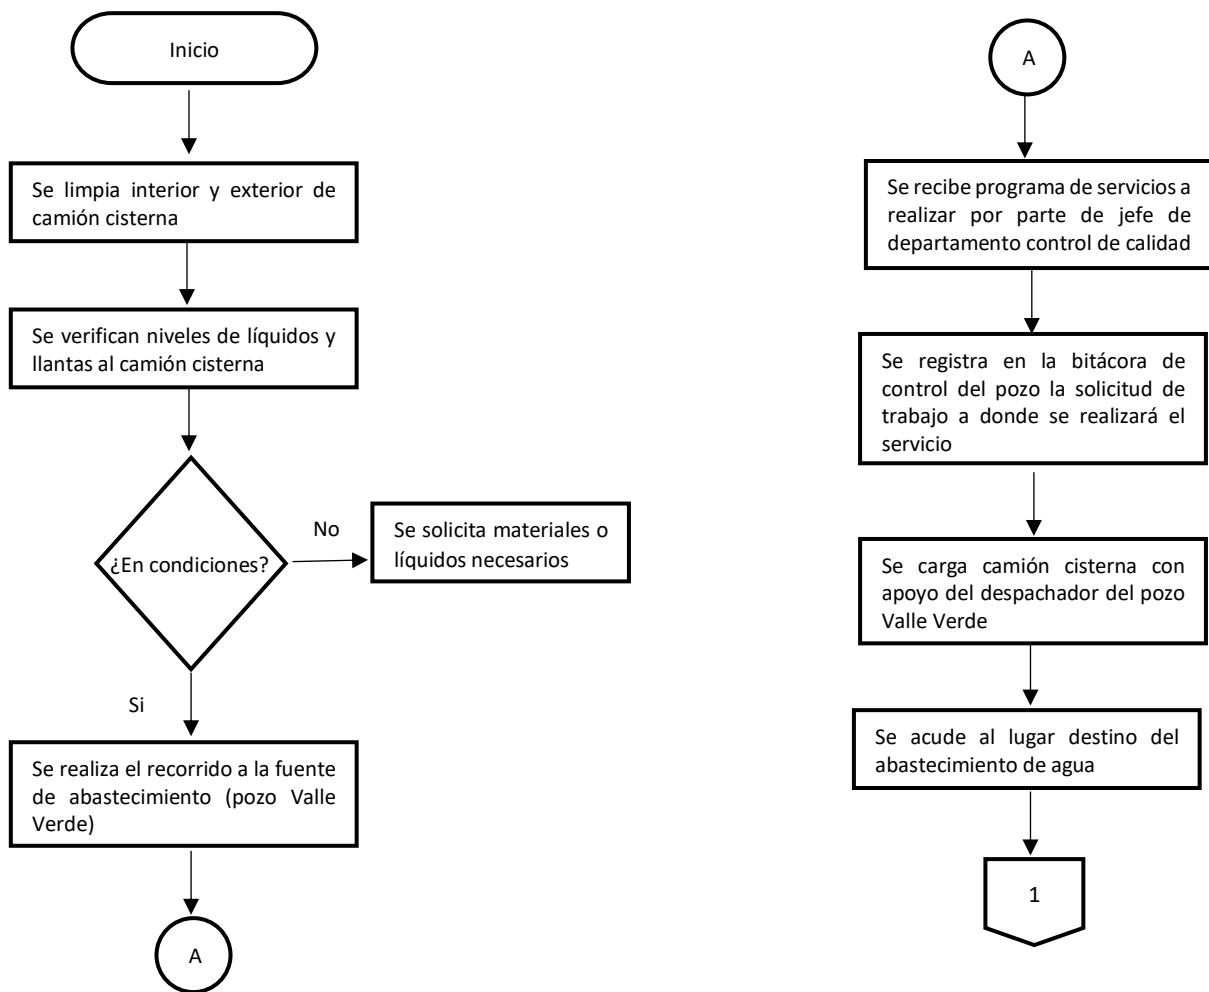 Inicio
Se limpia interior y exterior de
camión cisterna
Se verifican niveles de líquidos y
llantas al camión cisterna
¿En condiciones?
No
Se solicita materiales o
líquidos necesarios
Si
Se realiza el recorrido a la fuente
de abastecimiento (pozo Valle
Verde)
A
A
Se recibe programa de servicios a
realizar por parte de jefe de
departamento control de calidad
Se registra en la bitácora de
control del pozo la solicitud de
trabajo a donde se realizará el
servicio
Se carga camión cisterna con
apoyo del despachador del pozo
Valle Verde
Se acude al lugar destino del
abastecimiento de agua
1